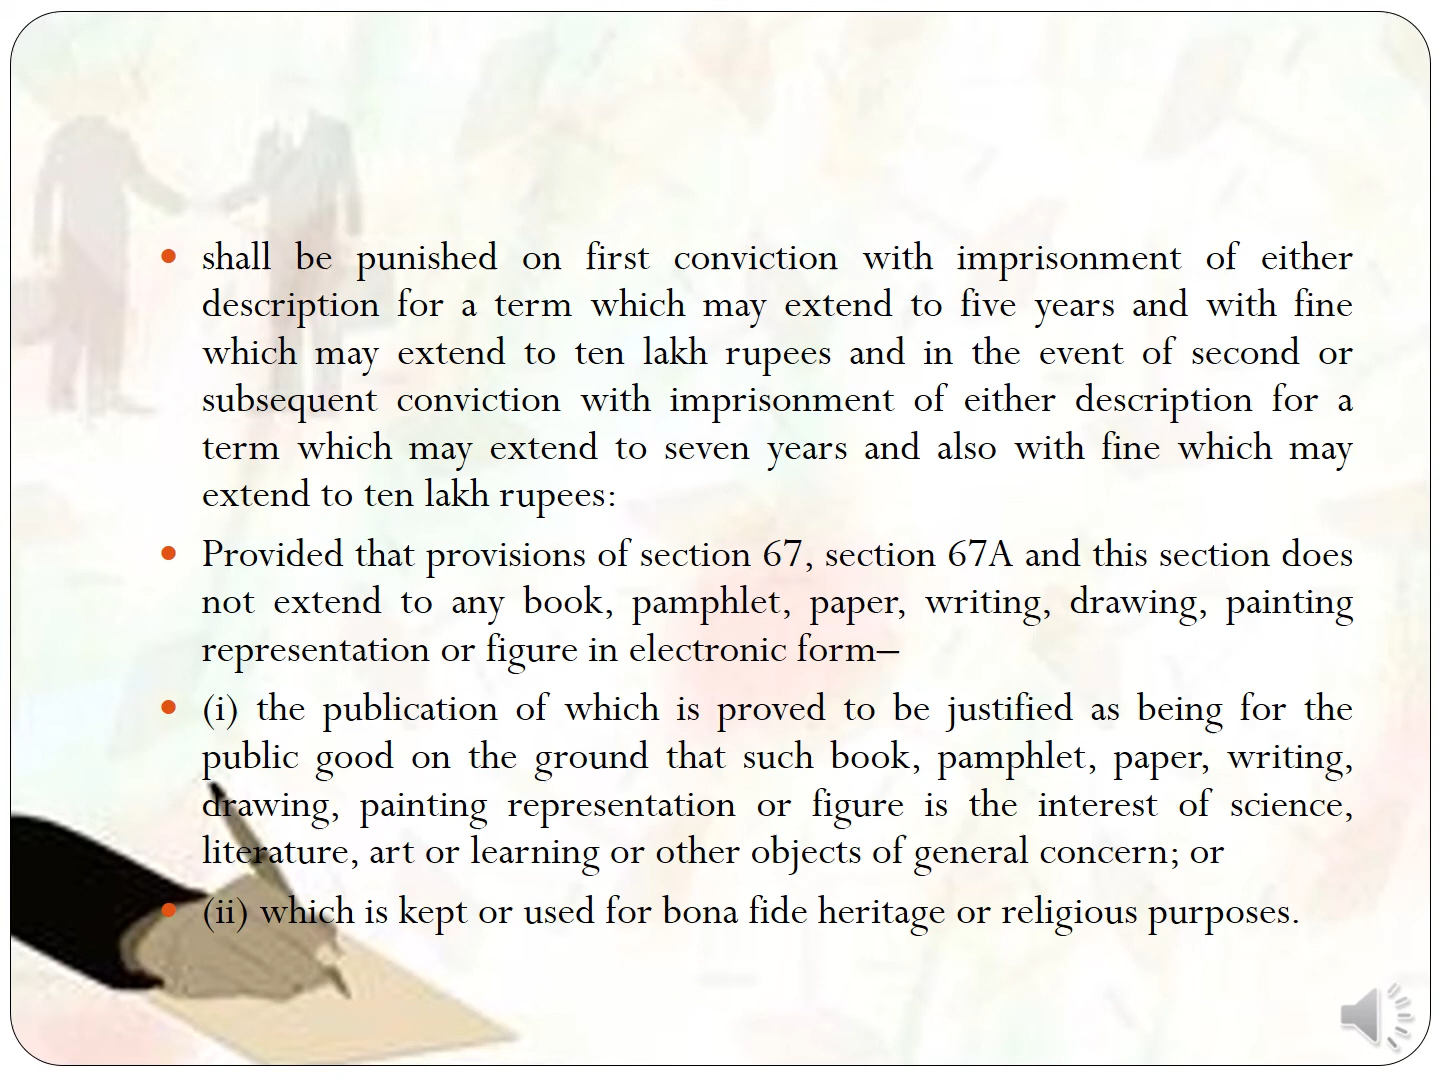 shall be punished on first conviction with imprisonment of either
description for a term which may extend to five years and with fine
which may extend to ten lakh rupees and in the event of second or
subsequent conviction with imprisonment of either description for a
term which may extend to seven years and also with fine which may
extend to ten lakh rupees:
Provided that provisions of section 67, section 67A and this section does
not extend to any book, pamphlet, paper, writing, drawing, painting
representation or figure in electronic form–
(i) the publication of which is proved to be justified as being for the
public good on the ground that such book, pamphlet, paper, writing,
drawing, painting representation or figure is the interest of science,
literature, art or learning or other objects of general concern; or
(ii) which is kept or used for bona fide heritage or religious purposes.